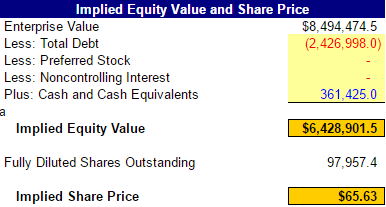 Implied Equity Value and Share Price
Enterprise Value $8,494,474.5
Less: Total Debt (2,426,998.0)
Less: Preferred Stock -
Less: Noncontrolling Interest -
Plus: Cash and Cash Equivalents 361,425.0
a
Implied Equity Value $6,428,901.5
Fully Diluted Shares Outstanding 97,957.4
Implied Share Price $65.63